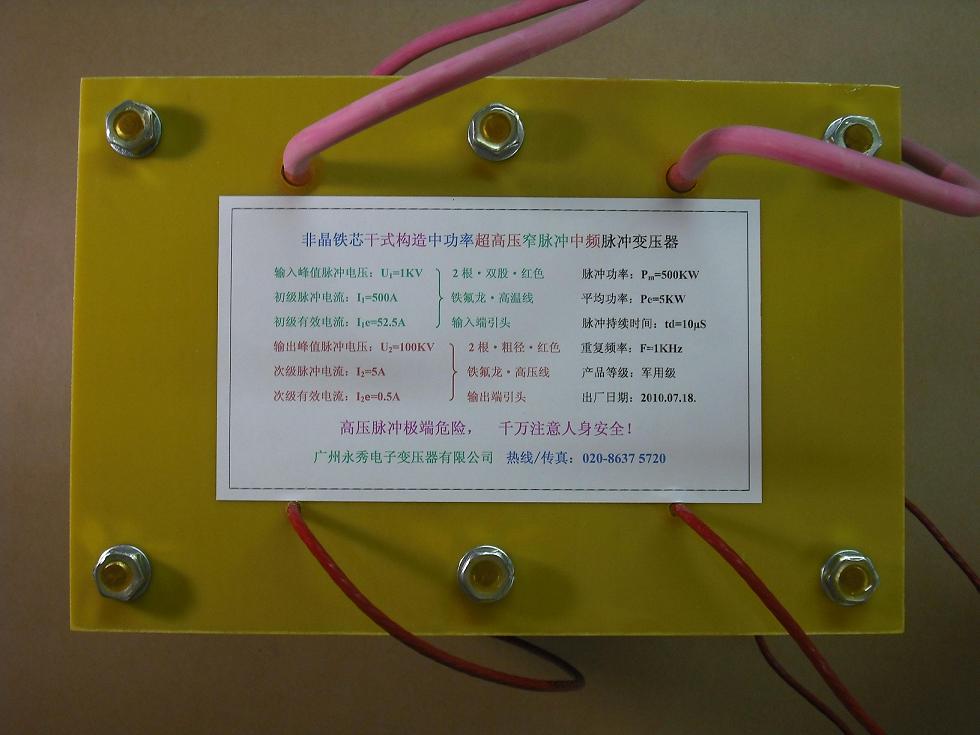 非晶铁芯干式构造中功率超高压窄脉冲中频脉冲变压器
输入峰值脉冲电压：U₁=1KV 2根·双股·红色 脉冲功率：Pₘ=500KW
初级脉冲电流：I₁=500A 铁氟龙·高温线 平均功率：Pc=5KW
初级有效电流：I₁e=52.5A 输入端引头 脉冲持续时间：td=10μS
输出峰值脉冲电压：U₂=100KV 2根·粗径·红色 重复频率：F=1KHz
次级脉冲电流：I₂=5A 铁氟龙·高压线 产品等级：军用级
次级有效电流：I₂e=0.5A 输出端引头 出厂日期：2010.07.18.
高压脉冲极端危险， 千万注意人身安全！
广州永秀电子变压器有限公司 热线/传真：020-8637 5720